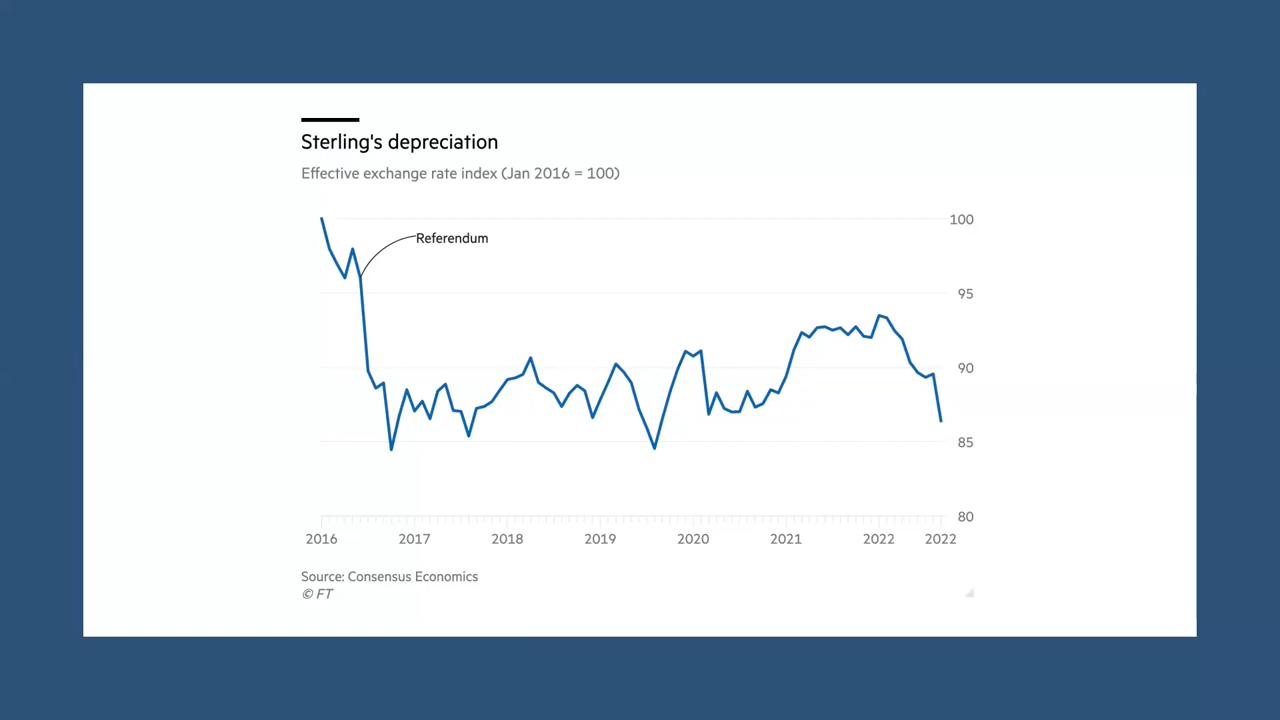 Sterling's depreciation
Effective exchange rate index (Jan 2016 = 100)
100
Referendum
95
90
85
80
2016 2017 2018 2019 2020 2021 2022 2022
Source: Consensus Economics
© FT